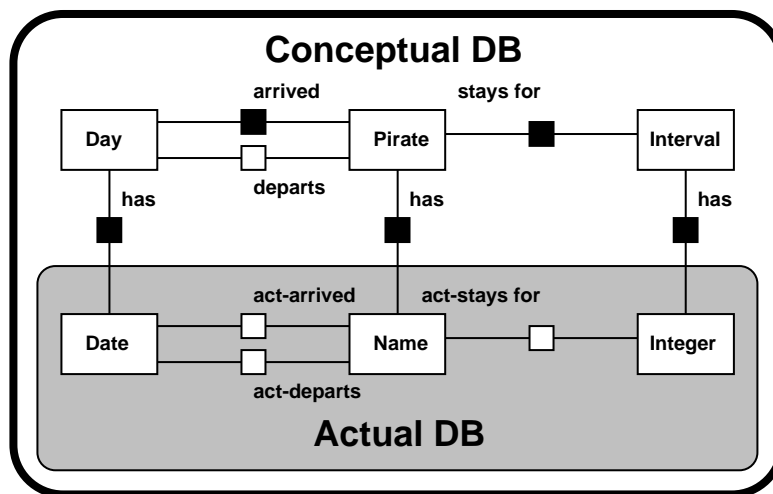 Conceptual DB
arrived
stays for
Day
Pirate
Interval
departs
has
has
has
act-arrived
act-stays for
Date
Name
Integer
act-departs
Actual DB